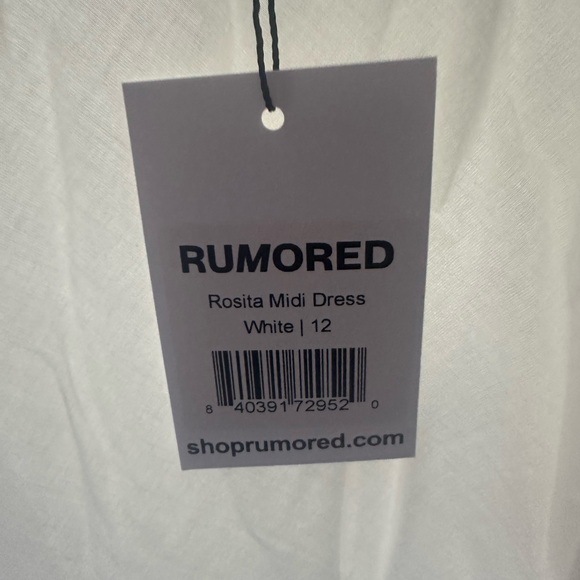 RUMORED
Rosita Midi Dress
White | 12
8 40391 72952 0
shoprumored.com